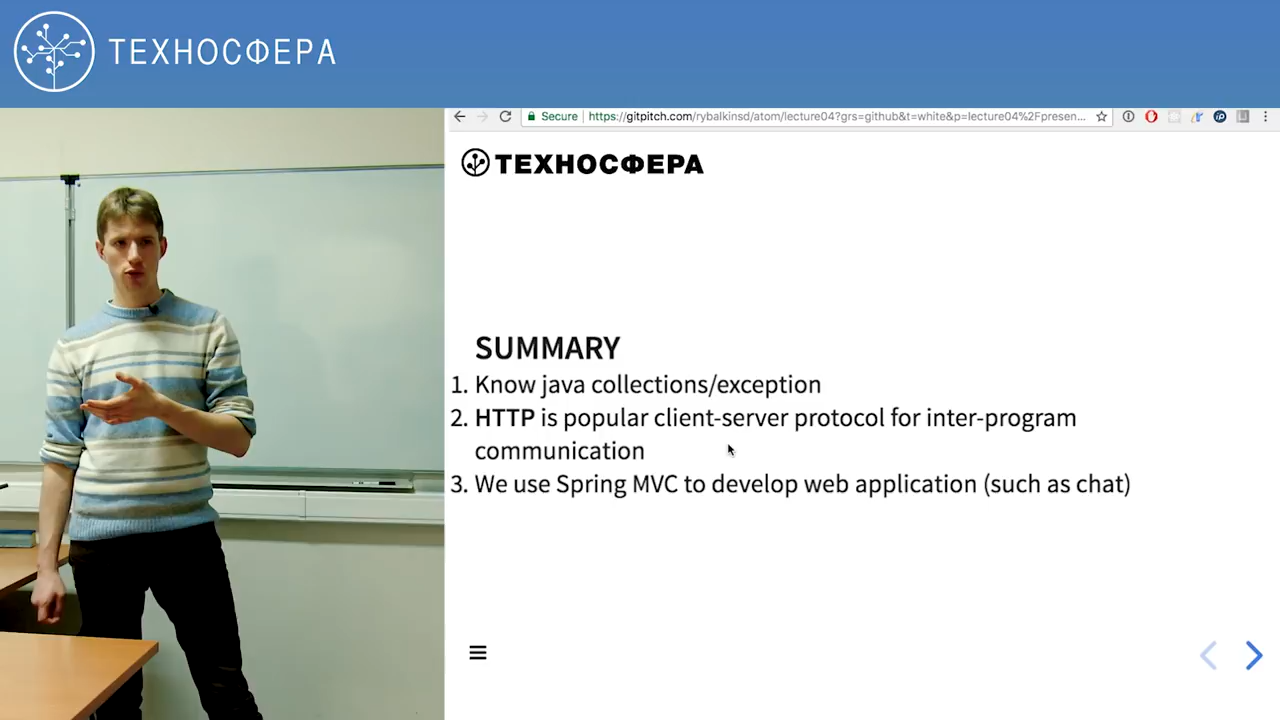 ТЕХНОСФЕРА
Secure
https://gitpitch.com/rybalkinsd/atom/lecture04?grs=github&t=white&p=lecture04%2Fpresen...
ТЕХНОСФЕРА
SUMMARY
1. Know java collections/exception
2. HTTP is popular client-server protocol for inter-program
communication
3. We use Spring MVC to develop web application (such as chat)